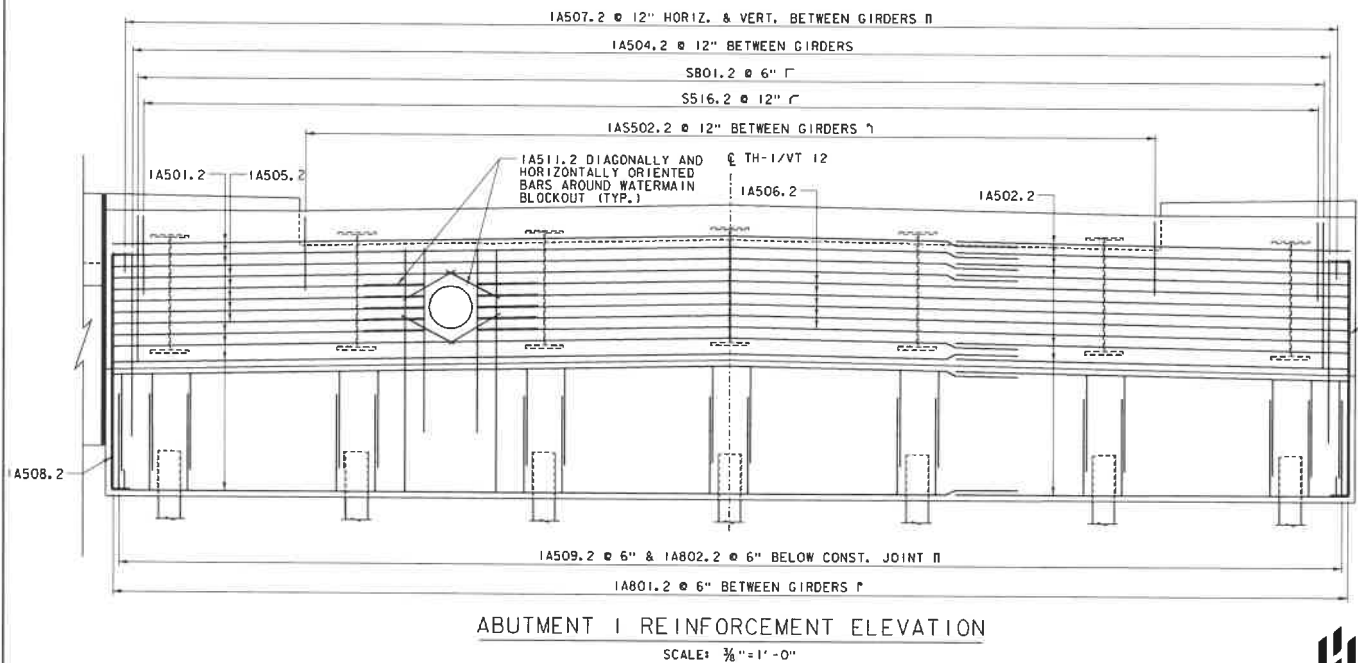 1A507.2 @ 12" HORIZ. & VERT. BETWEEN GIRDERS
1A504.2 @ 12" BETWEEN GIRDERS
S801.2 @ 6"
S516.2 @ 12"
1AS502.2 @ 12" BETWEEN GIRDERS
1A501.2
1A505.2
1A511.2 DIAGONALLY AND
HORIZONTALLY ORIENTED
BARS AROUND WATERMAIN
BLOCKOUT (TYP.)
℄ TH-1/VT 12
1A506.2
1A502.2
1A508.2
1A509.2 @ 6" & 1A802.2 @ 6" BELOW CONST. JOINT
1A801.2 @ 6" BETWEEN GIRDERS
ABUTMENT 1 REINFORCEMENT ELEVATION
SCALE: ⅜"=1'-0"